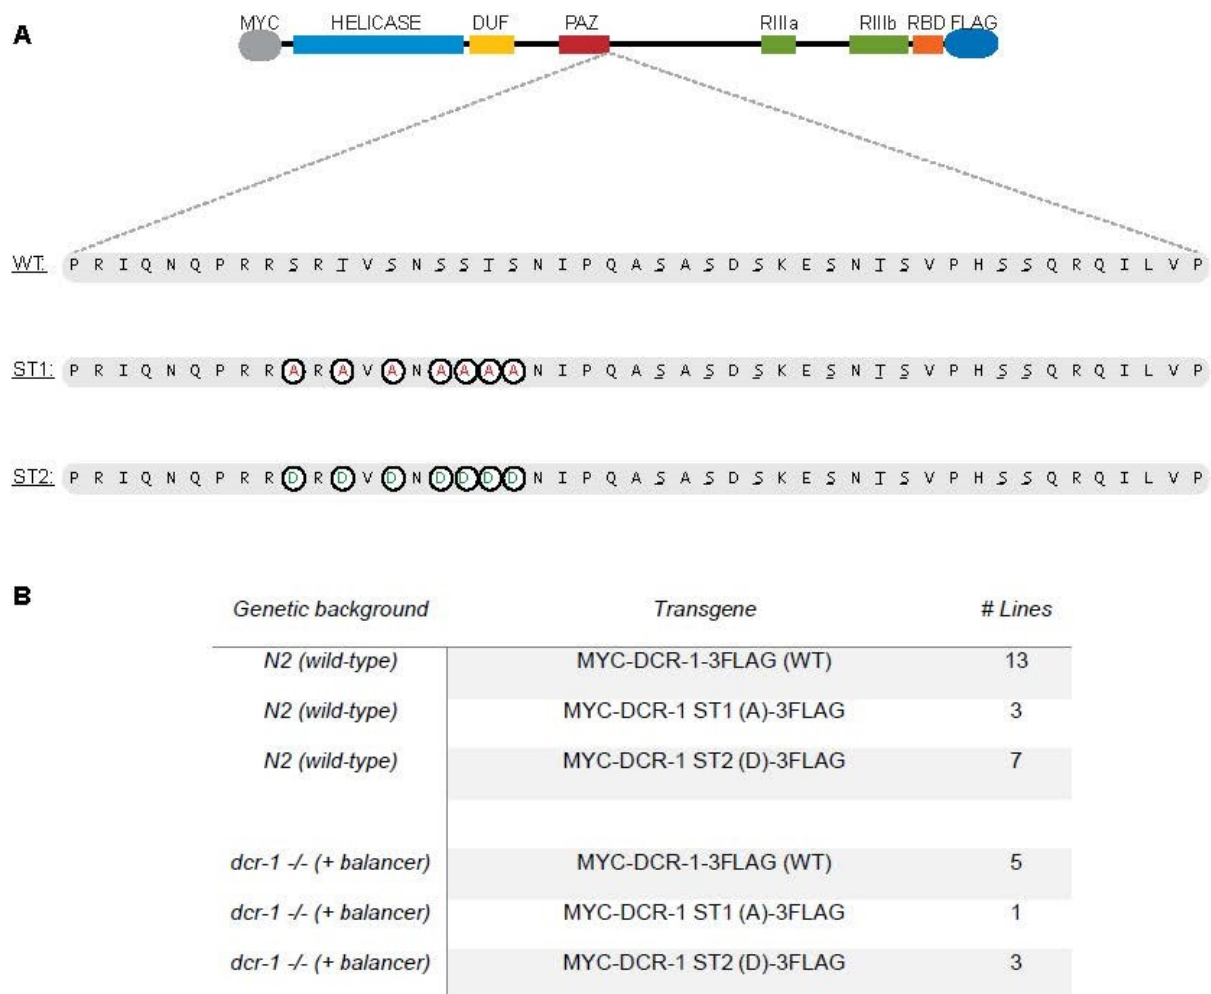 A
MYC HELICASE DUF PAZ RIIIa RIIIb RBD FLAG
WT: P R I Q N Q P R R S R T V S N S S T S N I P Q A S A S D S K E S N T S V P H S S Q R Q I L V P
ST1: P R I Q N Q P R R A R A V A N A A A A N I P Q A S A S D S K E S N T S V P H S S Q R Q I L V P
ST2: P R I Q N Q P R R D R D V D N D D D D N I P Q A S A S D S K E S N T S V P H S S Q R Q I L V P
B
Genetic background Transgene # Lines
N2 (wild-type) MYC-DCR-1-3FLAG (WT) 13
N2 (wild-type) MYC-DCR-1 ST1 (A)-3FLAG 3
N2 (wild-type) MYC-DCR-1 ST2 (D)-3FLAG 7
dcr-1 -/- (+ balancer) MYC-DCR-1-3FLAG (WT) 5
dcr-1 -/- (+ balancer) MYC-DCR-1 ST1 (A)-3FLAG 1
dcr-1 -/- (+ balancer) MYC-DCR-1 ST2 (D)-3FLAG 3